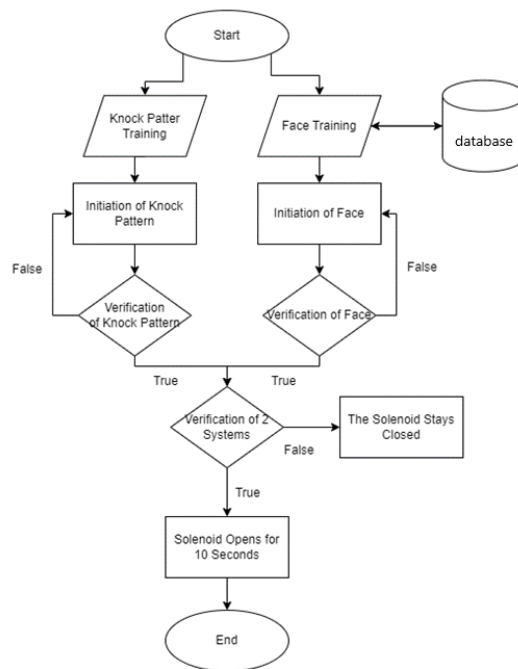 Start
Knock Patter
Training
Face Training
database
Initiation of Knock
Pattern
Initiation of Face
False
False
Verification
of Knock Pattern
Verification of Face
True
True
Verification of 2
Systems
The Solenoid Stays
Closed
False
True
Solenoid Opens for
10 Seconds
End